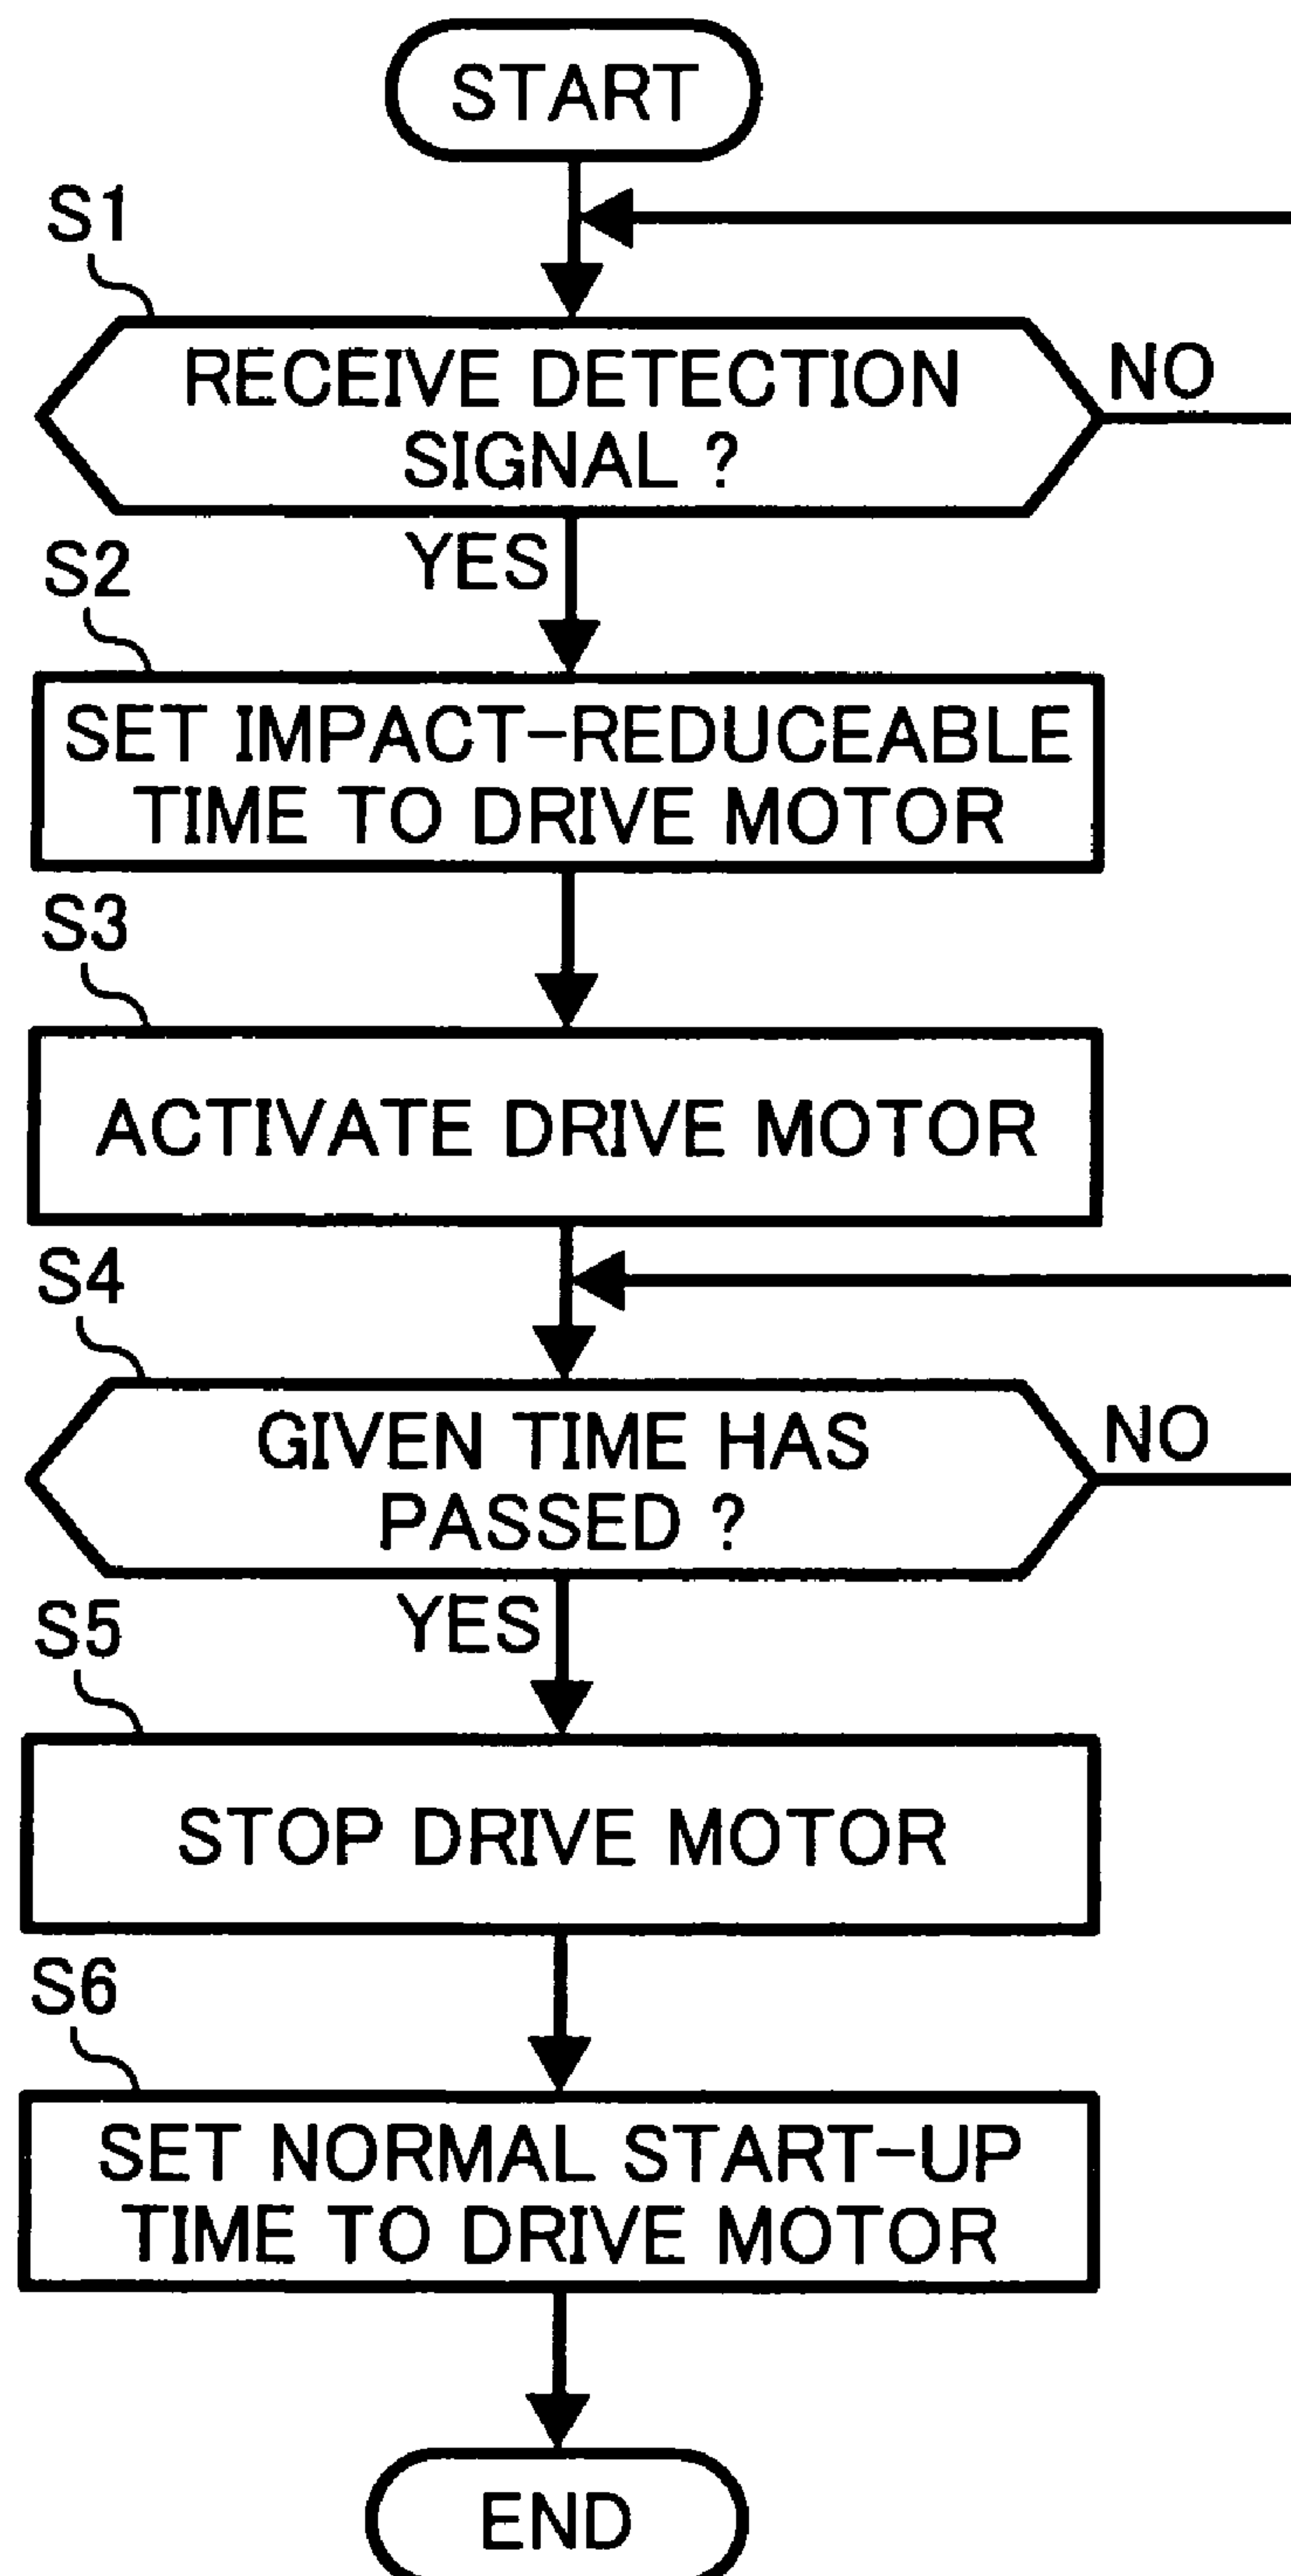 START
S1
RECEIVE DETECTION
SIGNAL ?
NO
YES
S2
SET IMPACT-REDUCEABLE
TIME TO DRIVE MOTOR
S3
ACTIVATE DRIVE MOTOR
S4
GIVEN TIME HAS
PASSED ?
NO
YES
S5
STOP DRIVE MOTOR
S6
SET NORMAL START-UP
TIME TO DRIVE MOTOR
END